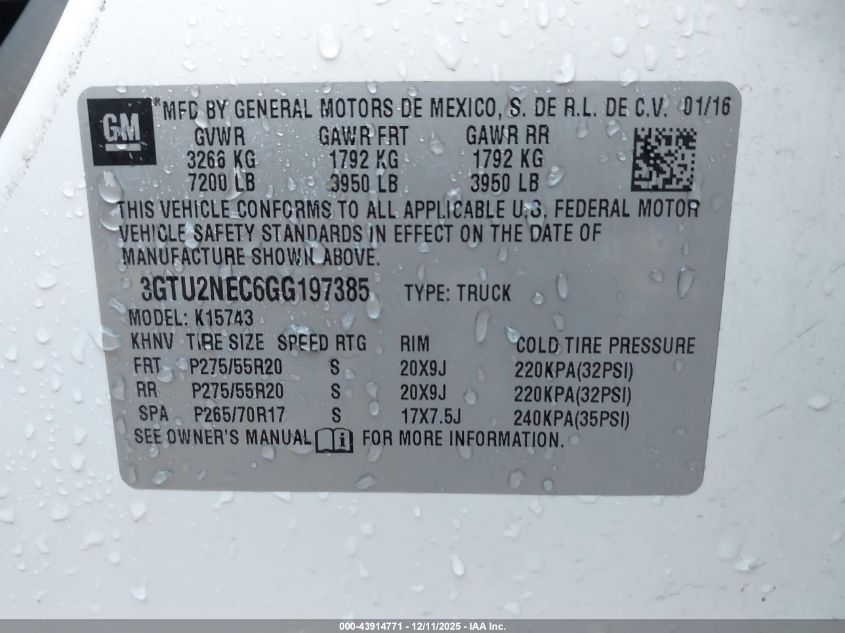 GM ® MFD BY GENERAL MOTORS DE MEXICO, S. DE R.L. DE C.V. 01/16
GVWR GAWR FRT GAWR RR
3266 KG 1792 KG 1792 KG
7200 LB 3950 LB 3950 LB
THIS VEHICLE CONFORMS TO ALL APPLICABLE U.S. FEDERAL MOTOR
VEHICLE SAFETY STANDARDS IN EFFECT ON THE DATE OF
MANUFACTURE SHOWN ABOVE.
3GTU2NEC6GG197385 TYPE: TRUCK
MODEL: K15743
KHNV TIRE SIZE SPEED RTG RIM COLD TIRE PRESSURE
FRT P275/55R20 S 20X9J 220KPA(32PSI)
RR P275/55R20 S 20X9J 220KPA(32PSI)
SPA P265/70R17 S 17X7.5J 240KPA(35PSI)
SEE OWNER'S MANUAL i FOR MORE INFORMATION.
000-43914771 - 12/11/2025 - IAA Inc.